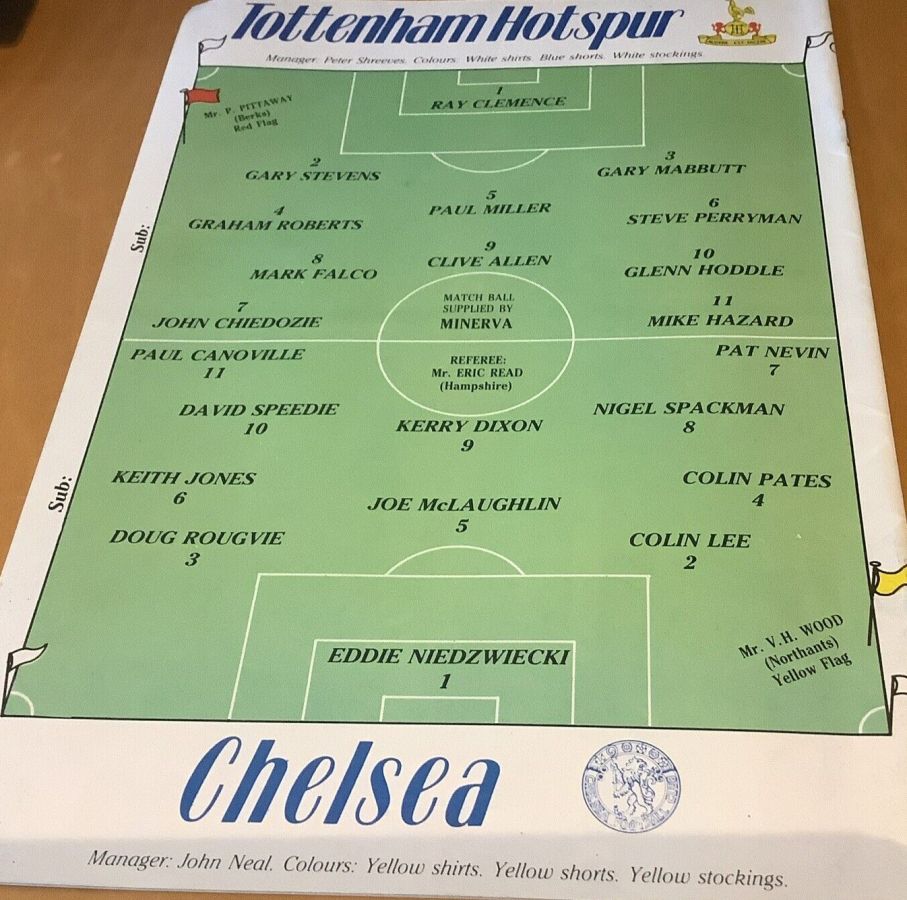 Tottenham Hotspur
Manager: Peter Shreeves. Colours: White shirts. Blue shorts. White stockings.
Mr. P. PITTAWAY
(Berks)
Red Flag
1
RAY CLEMENCE
2
GARY STEVENS
3
GARY MABBUTT
4
GRAHAM ROBERTS
5
PAUL MILLER
6
STEVE PERRYMAN
Sub:
8
MARK FALCO
9
CLIVE ALLEN
10
GLENN HODDLE
7
JOHN CHIEDOZIE
MATCH BALL
SUPPLIED BY
MINERVA
11
MIKE HAZARD
PAUL CANOVILLE
11
REFEREE:
Mr. ERIC READ
(Hampshire)
PAT NEVIN
7
DAVID SPEEDIE
10
KERRY DIXON
9
NIGEL SPACKMAN
8
Sub:
KEITH JONES
6
JOE McLAUGHLIN
5
COLIN PATES
4
DOUG ROUGVIE
3
COLIN LEE
2
Mr. V.H. WOOD
(Northants)
Yellow Flag
EDDIE NIEDZWIECKI
1
Chelsea
Manager: John Neal. Colours: Yellow shirts. Yellow shorts. Yellow stockings.